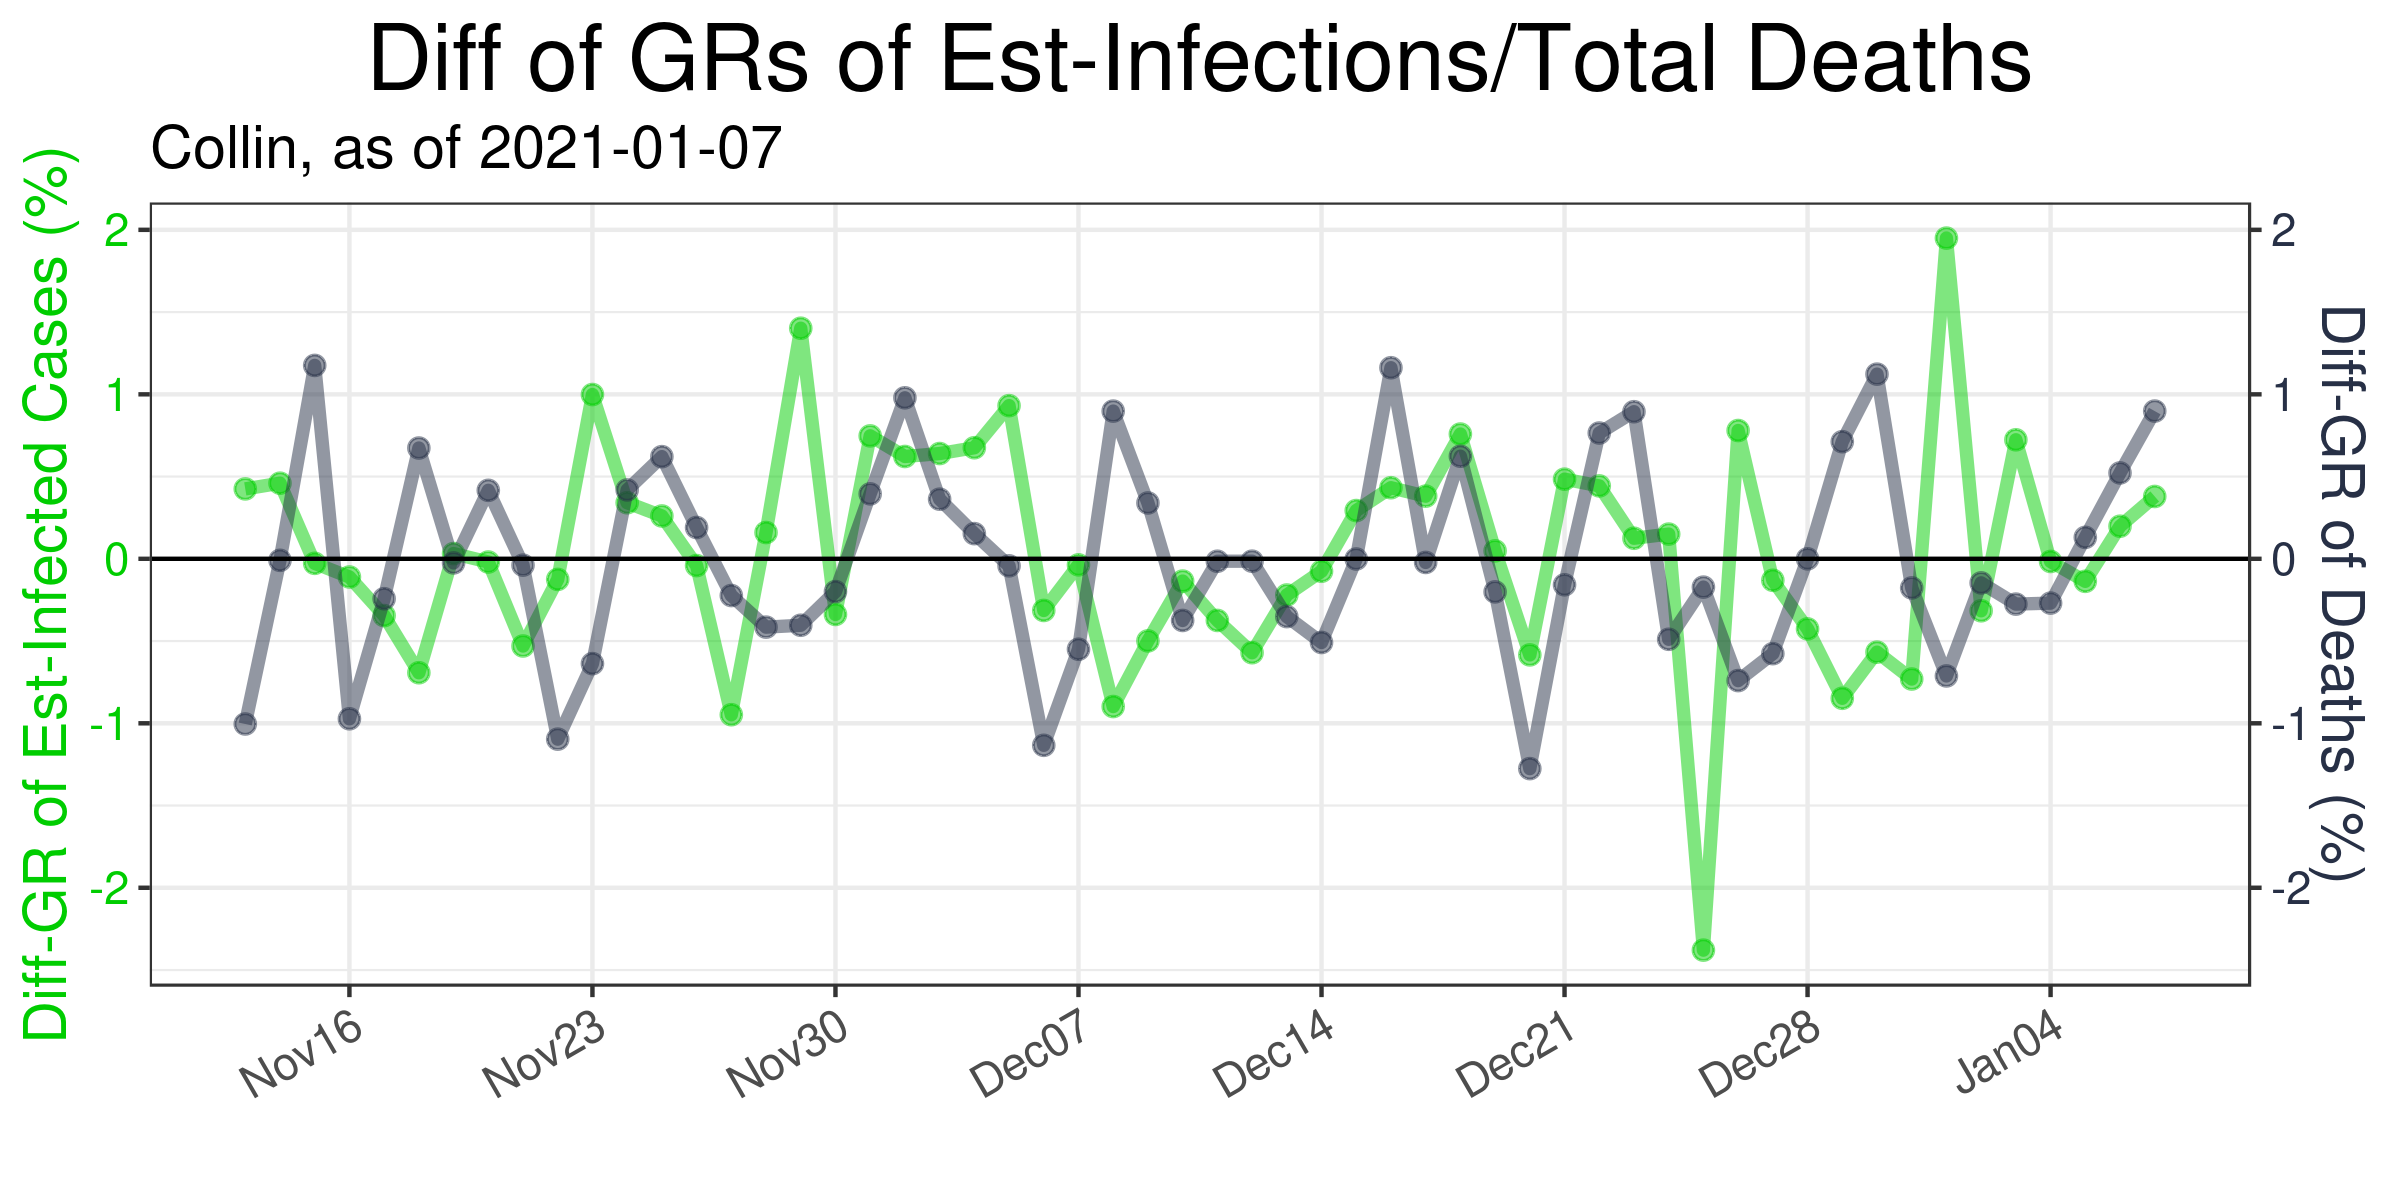 Diff of GRs of Est-Infections/Total Deaths
Collin, as of 2021-01-07
Diff-GR of Est-Infected Cases (%)
2
1
0
-1
-2
2
1
0
-1
-2
Diff-GR of Deaths (%)
Nov16
Nov23
Nov30
Dec07
Dec14
Dec21
Dec28
Jan04